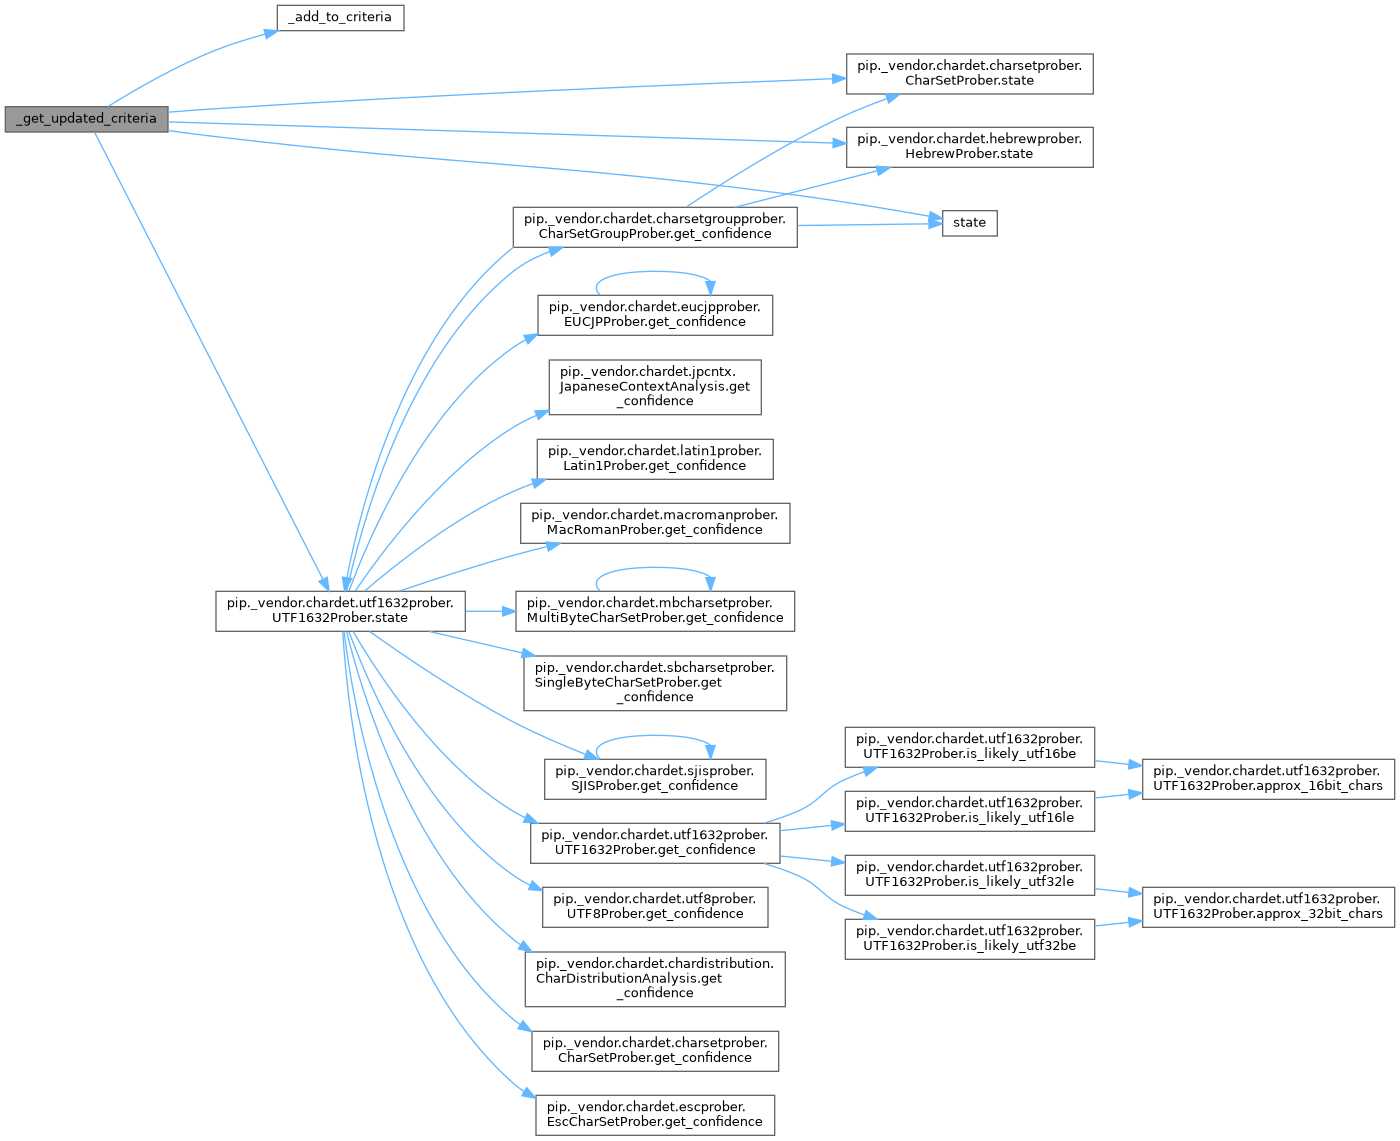 _add_to_criteria
_get_updated_criteria
pip._vendor.chardet.charsetprober.
CharSetProber.state
pip._vendor.chardet.hebrewprober.
HebrewProber.state
state
pip._vendor.chardet.charsetgroupprober.
CharSetGroupProber.get_confidence
pip._vendor.chardet.eucjpprober.
EUCJPProber.get_confidence
pip._vendor.chardet.jpcntx.
JapaneseContextAnalysis.get
_confidence
pip._vendor.chardet.latin1prober.
Latin1Prober.get_confidence
pip._vendor.chardet.macromanprober.
MacRomanProber.get_confidence
pip._vendor.chardet.utf1632prober.
UTF1632Prober.state
pip._vendor.chardet.mbcharsetprober.
MultiByteCharSetProber.get_confidence
pip._vendor.chardet.sbcharsetprober.
SingleByteCharSetProber.get
_confidence
pip._vendor.chardet.sjisprober.
SJISProber.get_confidence
pip._vendor.chardet.utf1632prober.
UTF1632Prober.get_confidence
pip._vendor.chardet.utf1632prober.
UTF1632Prober.is_likely_utf16be
pip._vendor.chardet.utf1632prober.
UTF1632Prober.is_likely_utf16le
pip._vendor.chardet.utf1632prober.
UTF1632Prober.approx_16bit_chars
pip._vendor.chardet.utf1632prober.
UTF1632Prober.is_likely_utf32le
pip._vendor.chardet.utf1632prober.
UTF1632Prober.is_likely_utf32be
pip._vendor.chardet.utf1632prober.
UTF1632Prober.approx_32bit_chars
pip._vendor.chardet.utf8prober.
UTF8Prober.get_confidence
pip._vendor.chardet.chardistribution.
CharDistributionAnalysis.get
_confidence
pip._vendor.chardet.charsetprober.
CharSetProber.get_confidence
pip._vendor.chardet.escprober.
EscCharSetProber.get_confidence